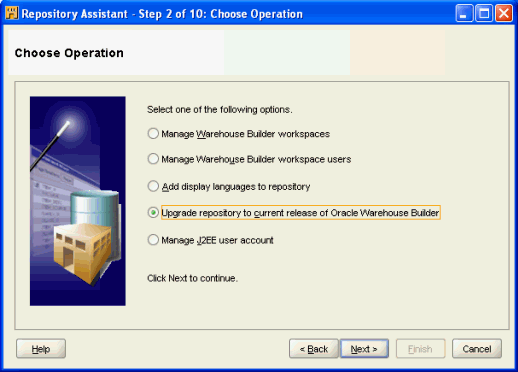 Repository Assistant - Step 2 of 10: Choose Operation
Choose Operation
Select one of the following options.
Manage Warehouse Builder workspaces
Manage Warehouse Builder workspace users
Add display languages to repository
Upgrade repository to current release of Oracle Warehouse Builder
Manage J2EE user account
Click Next to continue.
Help
< Back
Next >
Finish
Cancel